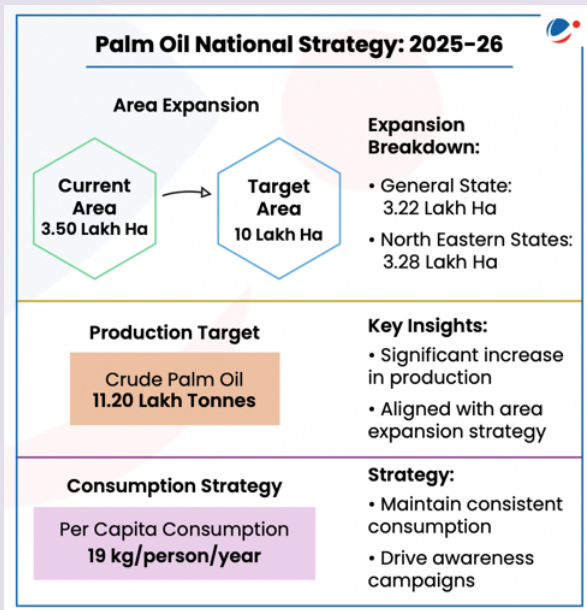 Palm Oil National Strategy: 2025-26
Area Expansion
Current
Area
3.50 Lakh Ha
Target
Area
10 Lakh Ha
Expansion
Breakdown:
• General State:
3.22 Lakh Ha
• North Eastern States:
3.28 Lakh Ha
Production Target
Crude Palm Oil
11.20 Lakh Tonnes
Key Insights:
• Significant increase
in production
• Aligned with area
expansion strategy
Consumption Strategy
Per Capita Consumption
19 kg/person/year
Strategy:
• Maintain consistent
consumption
• Drive awareness
campaigns